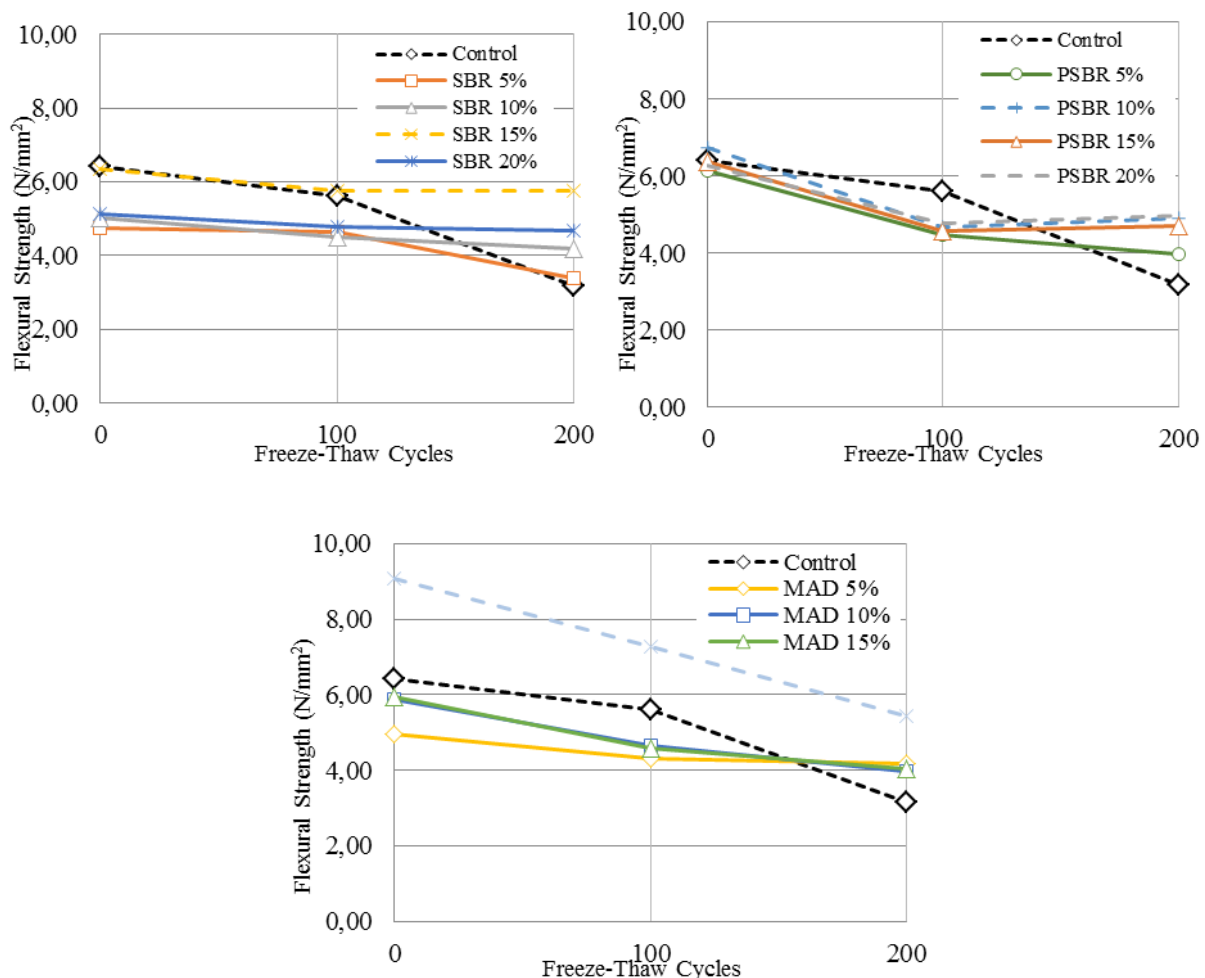 10,00
8,00
6,00
4,00
2,00
0,00
Flexural Strength (N/mm²)
Control
SBR 5%
SBR 10%
SBR 15%
SBR 20%
0 100 200
Freeze-Thaw Cycles
10,00
8,00
6,00
4,00
2,00
0,00
Flexural Strength (N/mm²)
Control
PSBR 5%
PSBR 10%
PSBR 15%
PSBR 20%
0 100 200
Freeze-Thaw Cycles
10,00
8,00
6,00
4,00
2,00
0,00
Flexural Strength (N/mm²)
Control
MAD 5%
MAD 10%
MAD 15%
0 100 200
Freeze-Thaw Cycles